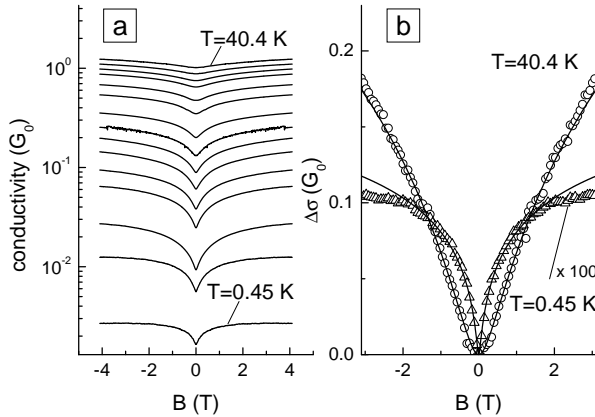 a
T=40.4 K
10⁰
10⁻¹
10⁻²
conductivity (G₀)
T=0.45 K
-4 -2 0 2 4
B (T)
b
0.2
T=40.4 K
0.1
Δσ (G₀)
x 100
T=0.45 K
0.0
-2 0 2
B (T)